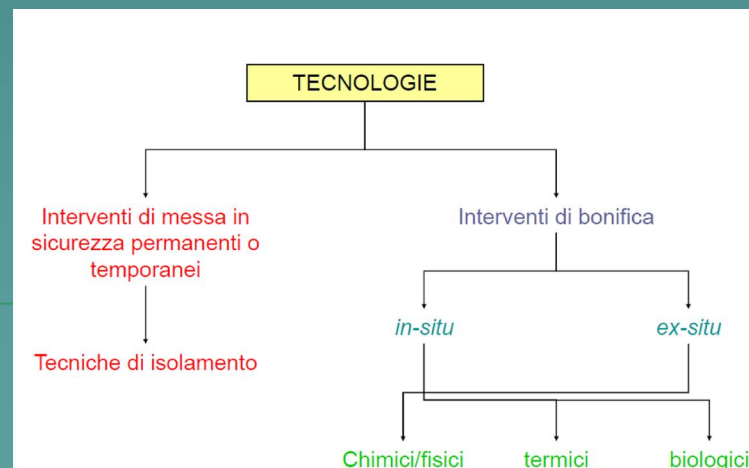 TECNOLOGIE
Interventi di messa in
sicurezza permanenti o
temporanei
Interventi di bonifica
in-situ
ex-situ
Tecniche di isolamento
Chimici/fisici
termici
biologici